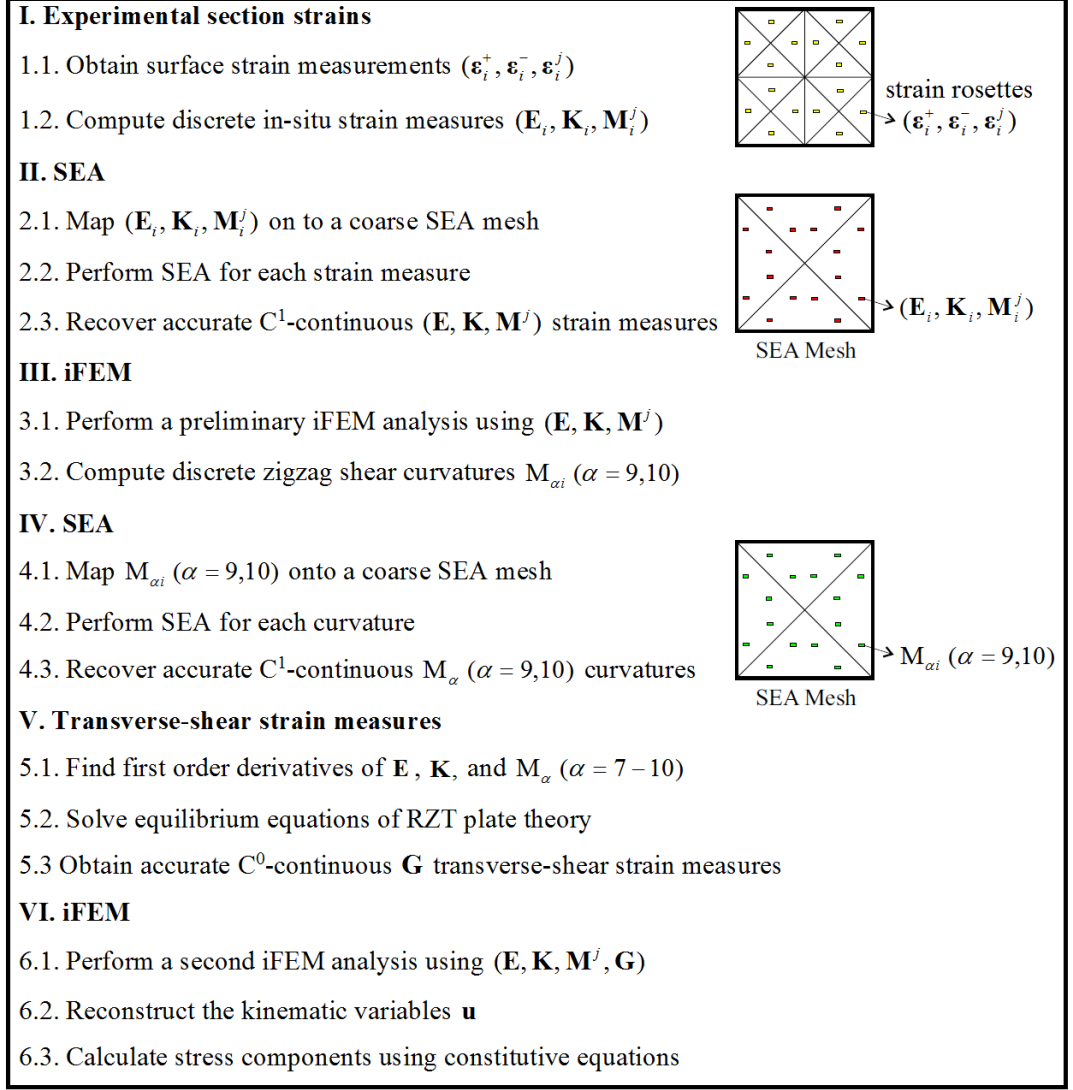 I. Experimental section strains
1.1. Obtain surface strain measurements (ε_i^+, ε_i^-, ε_i^j)
strain rosettes
1.2. Compute discrete in-situ strain measures (E_i, K_i, M_i^j)
(ε_i^+, ε_i^-, ε_i^j)
II. SEA
2.1. Map (E_i, K_i, M_i^j) on to a coarse SEA mesh
2.2. Perform SEA for each strain measure
(E_i, K_i, M_i^j)
2.3. Recover accurate C¹-continuous (E, K, M^j) strain measures
SEA Mesh
III. iFEM
3.1. Perform a preliminary iFEM analysis using (E, K, M^j)
3.2. Compute discrete zigzag shear curvatures M_αi (α = 9,10)
IV. SEA
4.1. Map M_αi (α = 9,10) onto a coarse SEA mesh
4.2. Perform SEA for each curvature
M_αi (α = 9,10)
4.3. Recover accurate C¹-continuous M_α (α = 9,10) curvatures
SEA Mesh
V. Transverse-shear strain measures
5.1. Find first order derivatives of E , K, and M_α (α = 7 – 10)
5.2. Solve equilibrium equations of RZT plate theory
5.3 Obtain accurate C⁰-continuous G transverse-shear strain measures
VI. iFEM
6.1. Perform a second iFEM analysis using (E, K, M^j, G)
6.2. Reconstruct the kinematic variables u
6.3. Calculate stress components using constitutive equations